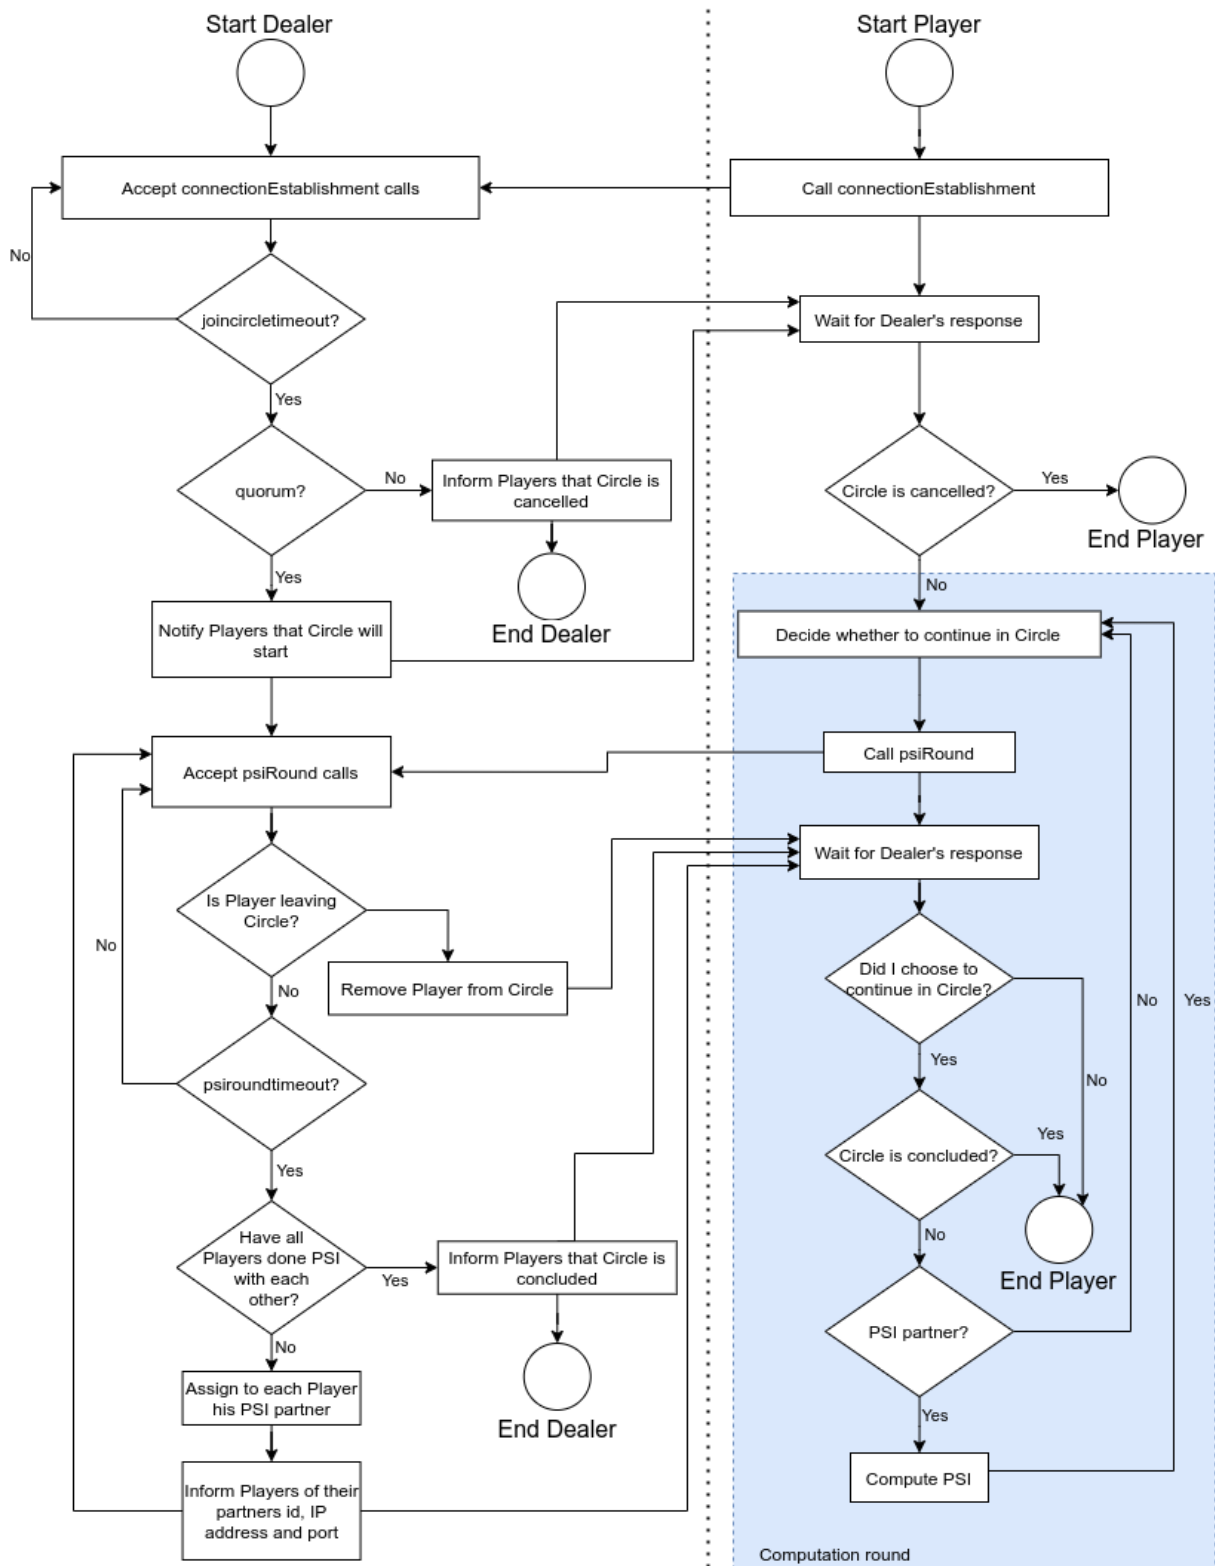 Start Dealer
Accept connectionEstablishment calls
No
joincircletimeout?
Yes
quorum?
No
Inform Players that Circle is
cancelled
End Dealer
Yes
Notify Players that Circle will
start
Accept psiRound calls
Is Player leaving
Circle?
Remove Player from Circle
No
No
psiroundtimeout?
Yes
Have all
Players done PSI
with each
other?
Yes
Inform Players that Circle is
concluded
End Dealer
No
Assign to each Player
his PSI partner
Inform Players of their
partners id, IP
address and port
Start Player
Call connectionEstablishment
Wait for Dealer's response
Circle is cancelled?
Yes
End Player
No
Decide whether to continue in Circle
Call psiRound
Wait for Dealer's response
Did I choose to
continue in Circle?
No
Yes
Yes
No
Circle is concluded?
Yes
End Player
No
PSI partner?
Yes
Compute PSI
Computation round